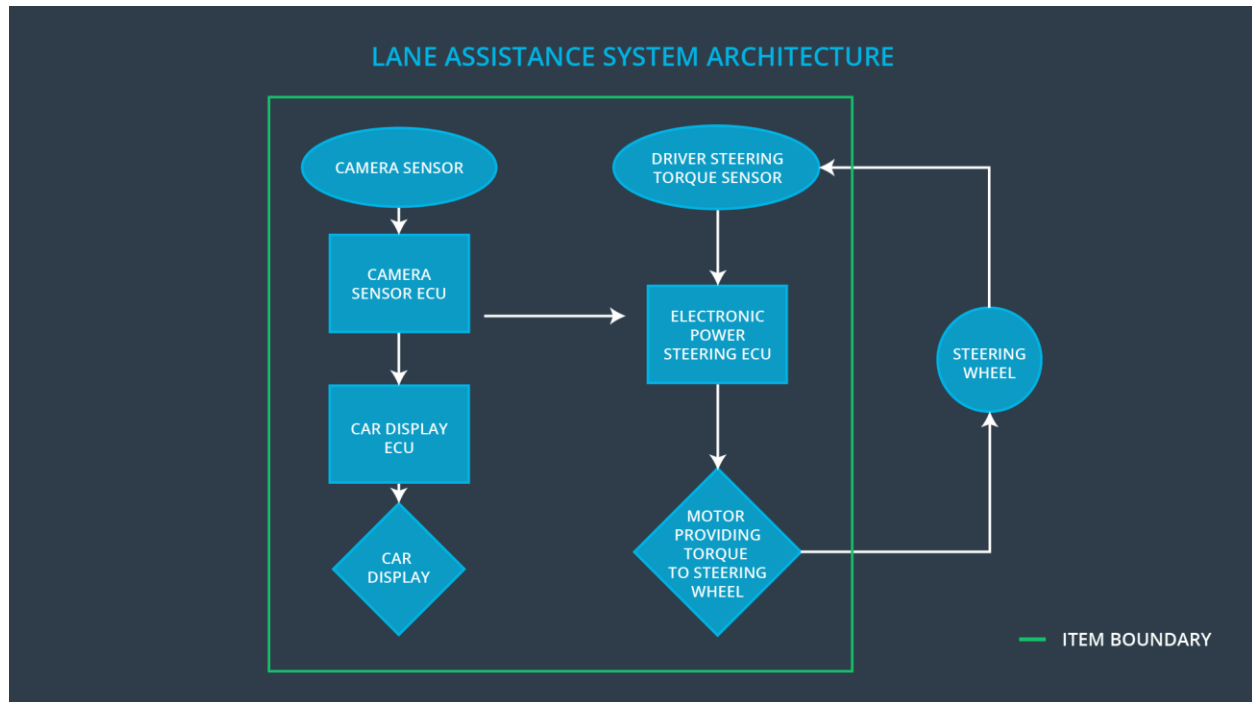 LANE ASSISTANCE SYSTEM ARCHITECTURE
CAMERA SENSOR
CAMERA
SENSOR ECU
CAR DISPLAY
ECU
CAR
DISPLAY
DRIVER STEERING
TORQUE SENSOR
ELECTRONIC
POWER
STEERING ECU
MOTOR
PROVIDING
TORQUE
TO STEERING
WHEEL
STEERING
WHEEL
ITEM BOUNDARY